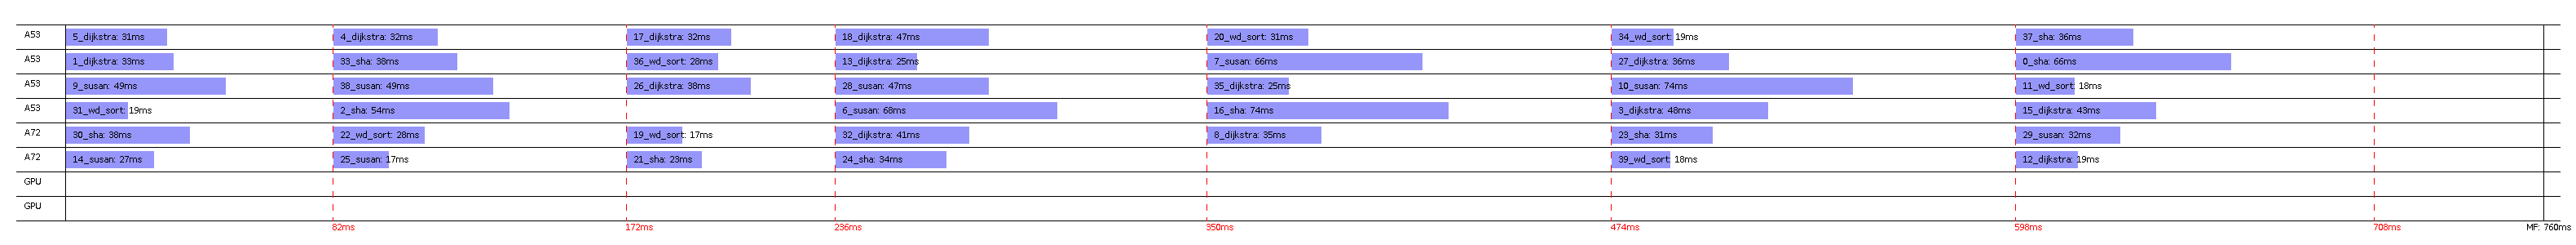 A53 5_dijkstra: 31ms 4_dijkstra: 32ms 17_dijkstra: 32ms 18_dijkstra: 47ms 20_wd_sort: 31ms 34_wd_sort: 19ms 37_sha: 36ms
A53 1_dijkstra: 33ms 33_sha: 38ms 36_wd_sort: 28ms 13_dijkstra: 25ms 7_susan: 66ms 27_dijkstra: 36ms 0_sha: 66ms
A53 9_susan: 49ms 38_susan: 49ms 26_dijkstra: 38ms 28_susan: 47ms 35_dijkstra: 25ms 10_susan: 74ms 11_wd_sort: 18ms
A53 31_wd_sort: 19ms 2_sha: 54ms 6_susan: 68ms 16_sha: 74ms 3_dijkstra: 48ms 15_dijkstra: 43ms
A72 30_sha: 38ms 22_wd_sort: 28ms 19_wd_sort: 17ms 32_dijkstra: 41ms 8_dijkstra: 35ms 23_sha: 31ms 29_susan: 32ms
A72 14_susan: 27ms 25_susan: 17ms 21_sha: 23ms 24_sha: 34ms 39_wd_sort: 18ms 12_dijkstra: 19ms
GPU
GPU
82ms 172ms 236ms 350ms 474ms 598ms 708ms MF: 760ms